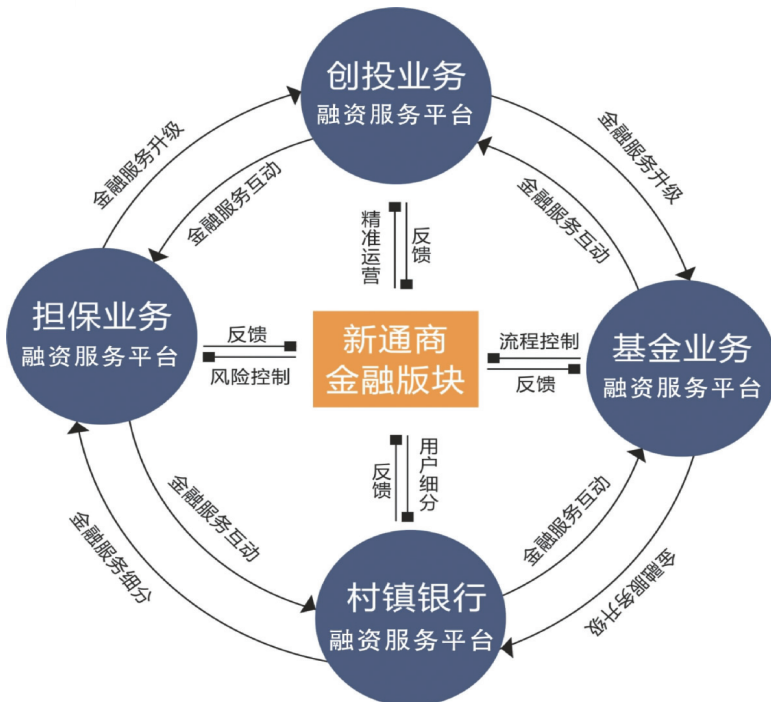 创投业务
融资服务平台
金融服务升级
金融服务互动
金融服务升级
金融服务互动
精准运营
反馈
担保业务
融资服务平台
反馈
风险控制
新通商
金融版块
流程控制
反馈
基金业务
融资服务平台
反馈
用户细分
金融服务互动
金融服务细分
金融服务互动
金融服务升级
村镇银行
融资服务平台